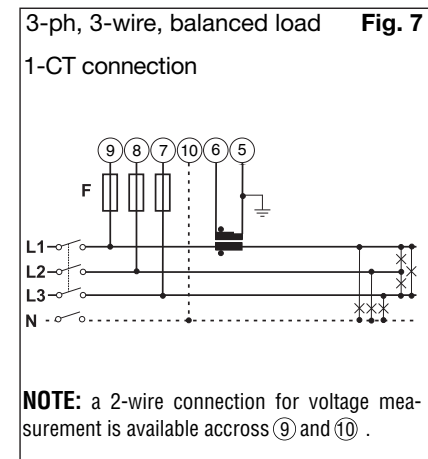 3-ph, 3-wire, balanced load Fig. 7
1-CT connection
9 8 7 10 6 5
F
L1
L2
L3
N
NOTE: a 2-wire connection for voltage mea-
surement is available accross 9 and 10 .